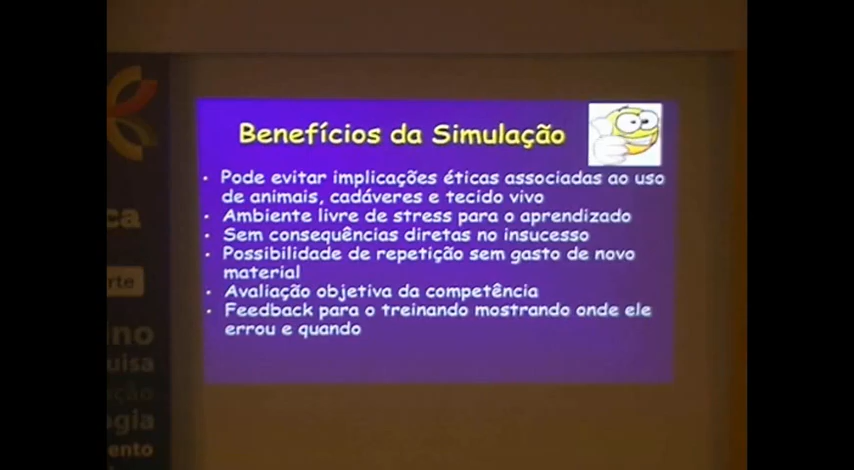 Benefícios da Simulação
• Pode evitar implicações éticas associadas ao uso
de animais, cadáveres e tecido vivo
• Ambiente livre de stress para o aprendizado
• Sem consequências diretas no insucesso
• Possibilidade de repetição sem gasto de novo
material
• Avaliação objetiva da competência
• Feedback para o treinando mostrando onde ele
errou e quando
ca
rte
ino
uisa
ção
ogia
ento